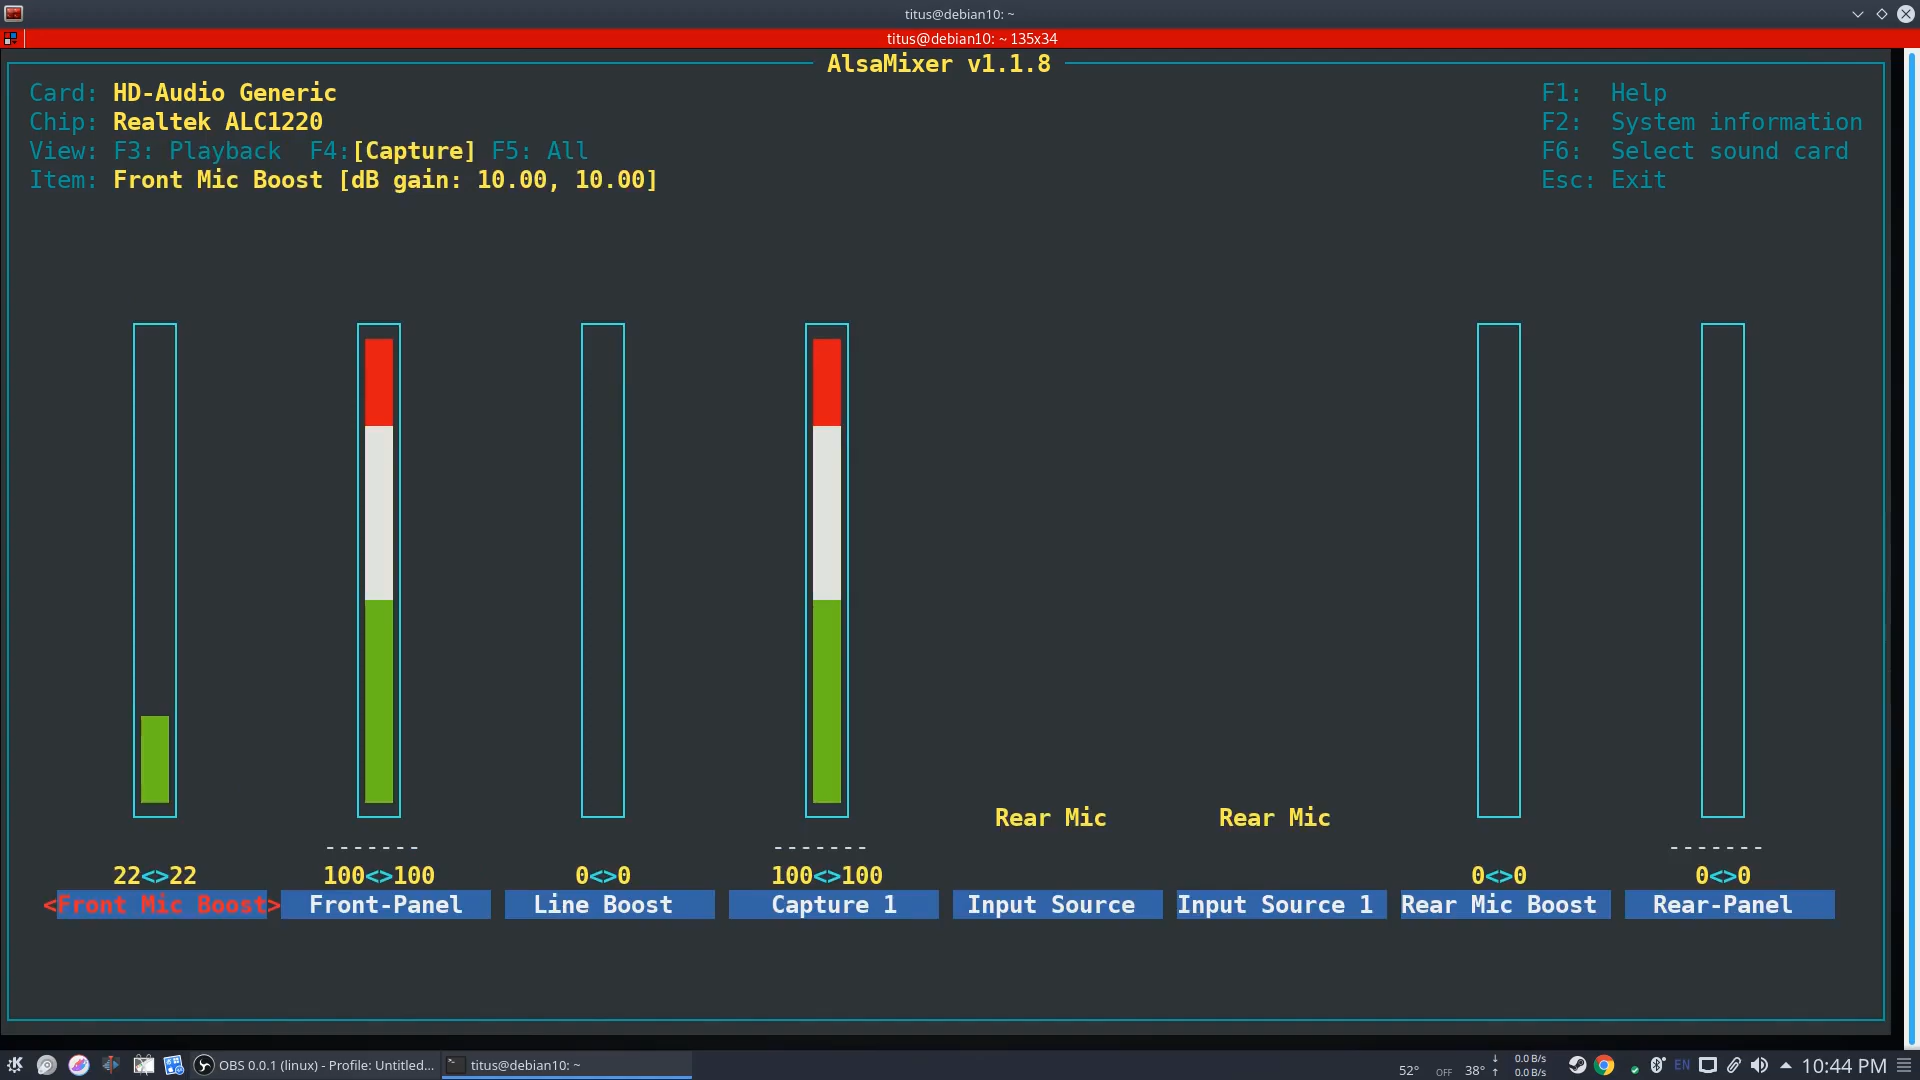 titus@debian10: ~
titus@debian10: ~ 135x34
AlsaMixer v1.1.8
Card: HD-Audio Generic F1: Help
Chip: Realtek ALC1220 F2: System information
View: F3: Playback F4:[Capture] F5: All F6: Select sound card
Item: Front Mic Boost [dB gain: 10.00, 10.00] Esc: Exit
Rear Mic Rear Mic
------- ------- -------
22<>22 100<>100 0<>0 100<>100 0<>0 0<>0
<Front Mic Boost> Front-Panel Line Boost Capture 1 Input Source Input Source 1 Rear Mic Boost Rear-Panel
OBS 0.0.1 (linux) - Profile: Untitled... titus@debian10: ~ 52° OFF 38° ↓ ↑ 0.0 B/s 0.0 B/s EN 10:44 PM